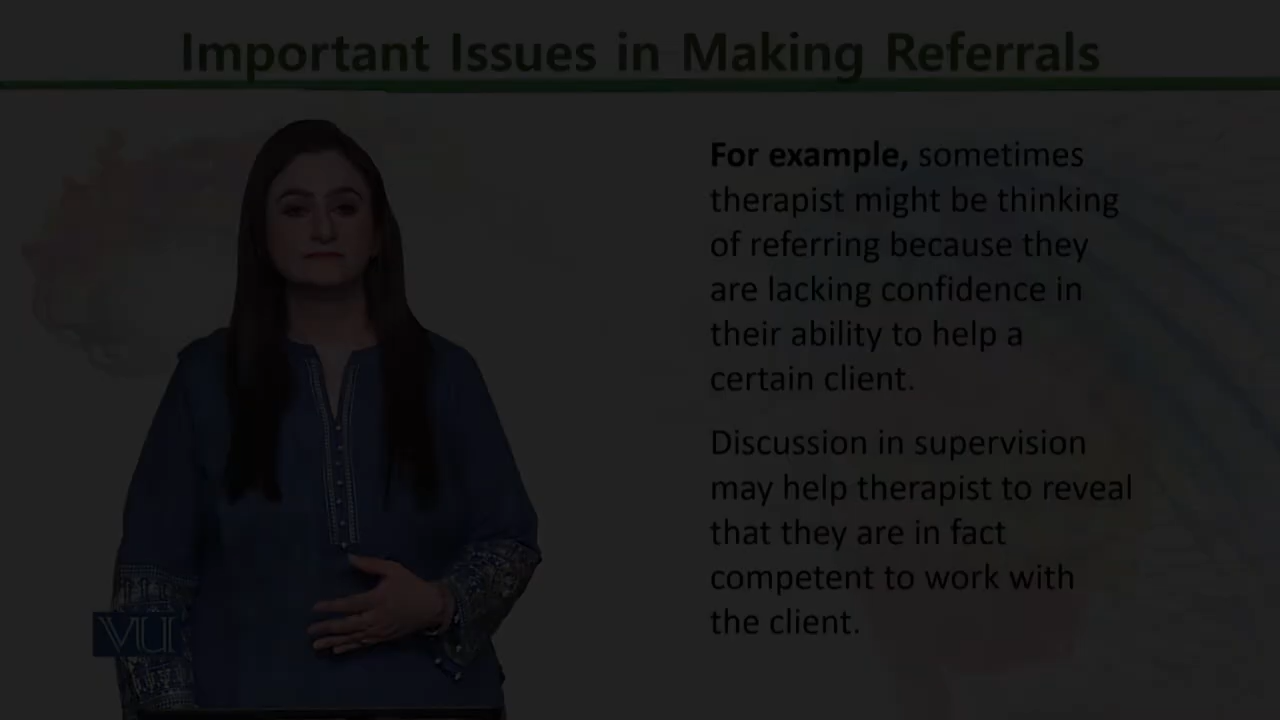 Important Issues in Making Referrals
For example, sometimes
therapist might be thinking
of referring because they
are lacking confidence in
their ability to help a
certain client.
Discussion in supervision
may help therapist to reveal
that they are in fact
competent to work with
the client.
VU